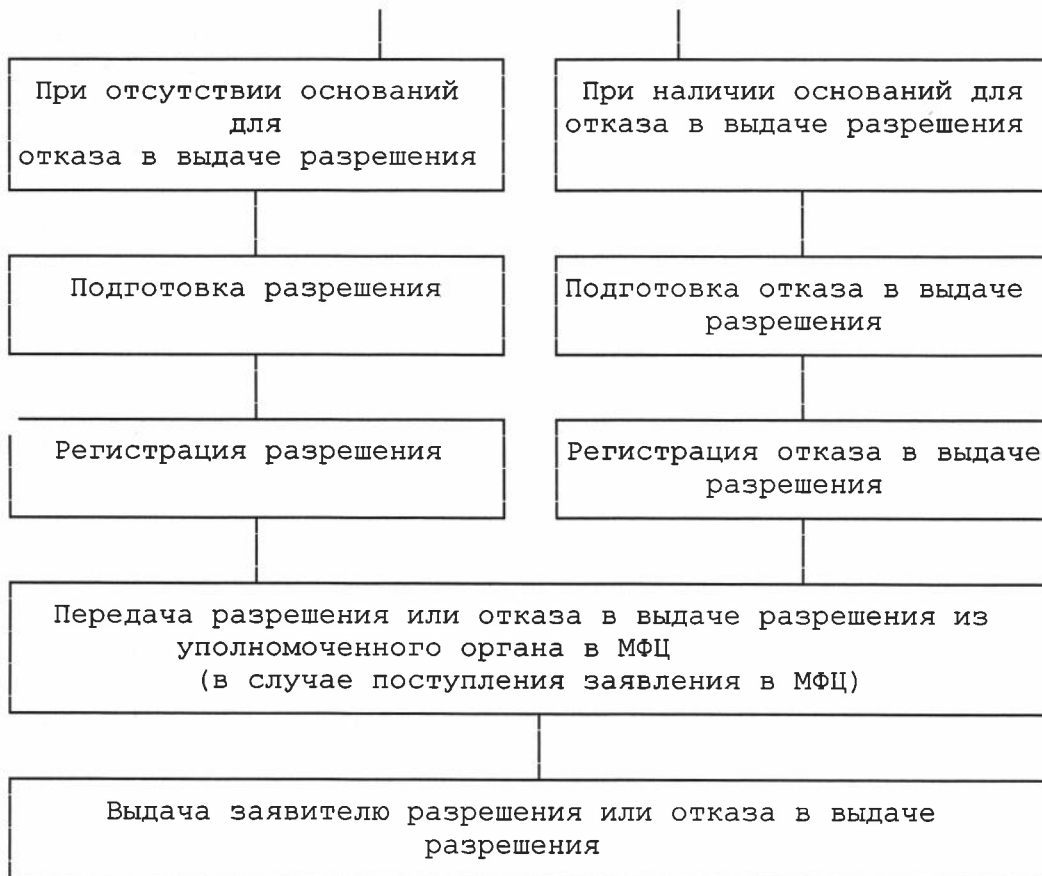 При отсутствии оснований
для
отказа в выдаче разрешения
При наличии оснований для
отказа в выдаче разрешения
Подготовка разрешения
Подготовка отказа в выдаче
разрешения
Регистрация разрешения
Регистрация отказа в выдаче
разрешения
Передача разрешения или отказа в выдаче разрешения из
уполномоченного органа в МФЦ
(в случае поступления заявления в МФЦ)
Выдача заявителю разрешения или отказа в выдаче
разрешения